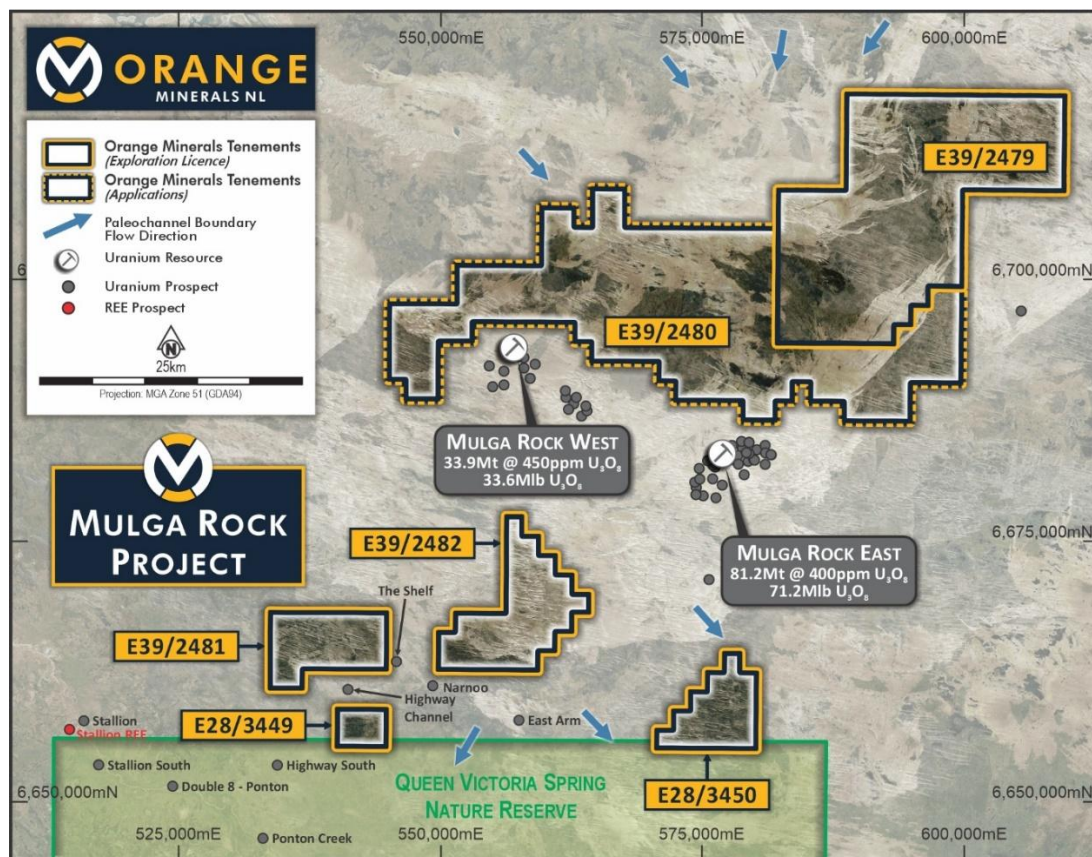 550,000mE
575,000mE
600,000mE
ORANGE
MINERALS NL
Orange Minerals Tenements
(Exploration Licence)
Orange Minerals Tenements
(Applications)
Paleochannel Boundary
Flow Direction
Uranium Resource
Uranium Prospect
REE Prospect
N
25km
Projection: MGA Zone 51 (GDA94)
E39/2479
6,700,000mN
E39/2480
MULGA ROCK WEST
33.9Mt @ 450ppm U₃O₈
33.6Mlb U₃O₈
MULGA ROCK
PROJECT
E39/2482
6,675,000mN
MULGA ROCK EAST
81.2Mt @ 400ppm U₃O₈
71.2Mlb U₃O₈
The Shelf
E39/2481
Narnoo
Highway
Channel
E28/3449
Stallion
Stallion REE
East Arm
Stallion South
Highway South
Double 8 - Ponton
QUEEN VICTORIA SPRING
NATURE RESERVE
E28/3450
6,650,000mN
6,650,000mN
Ponton Creek
525,000mE
550,000mE
575,000mE
600,000mE